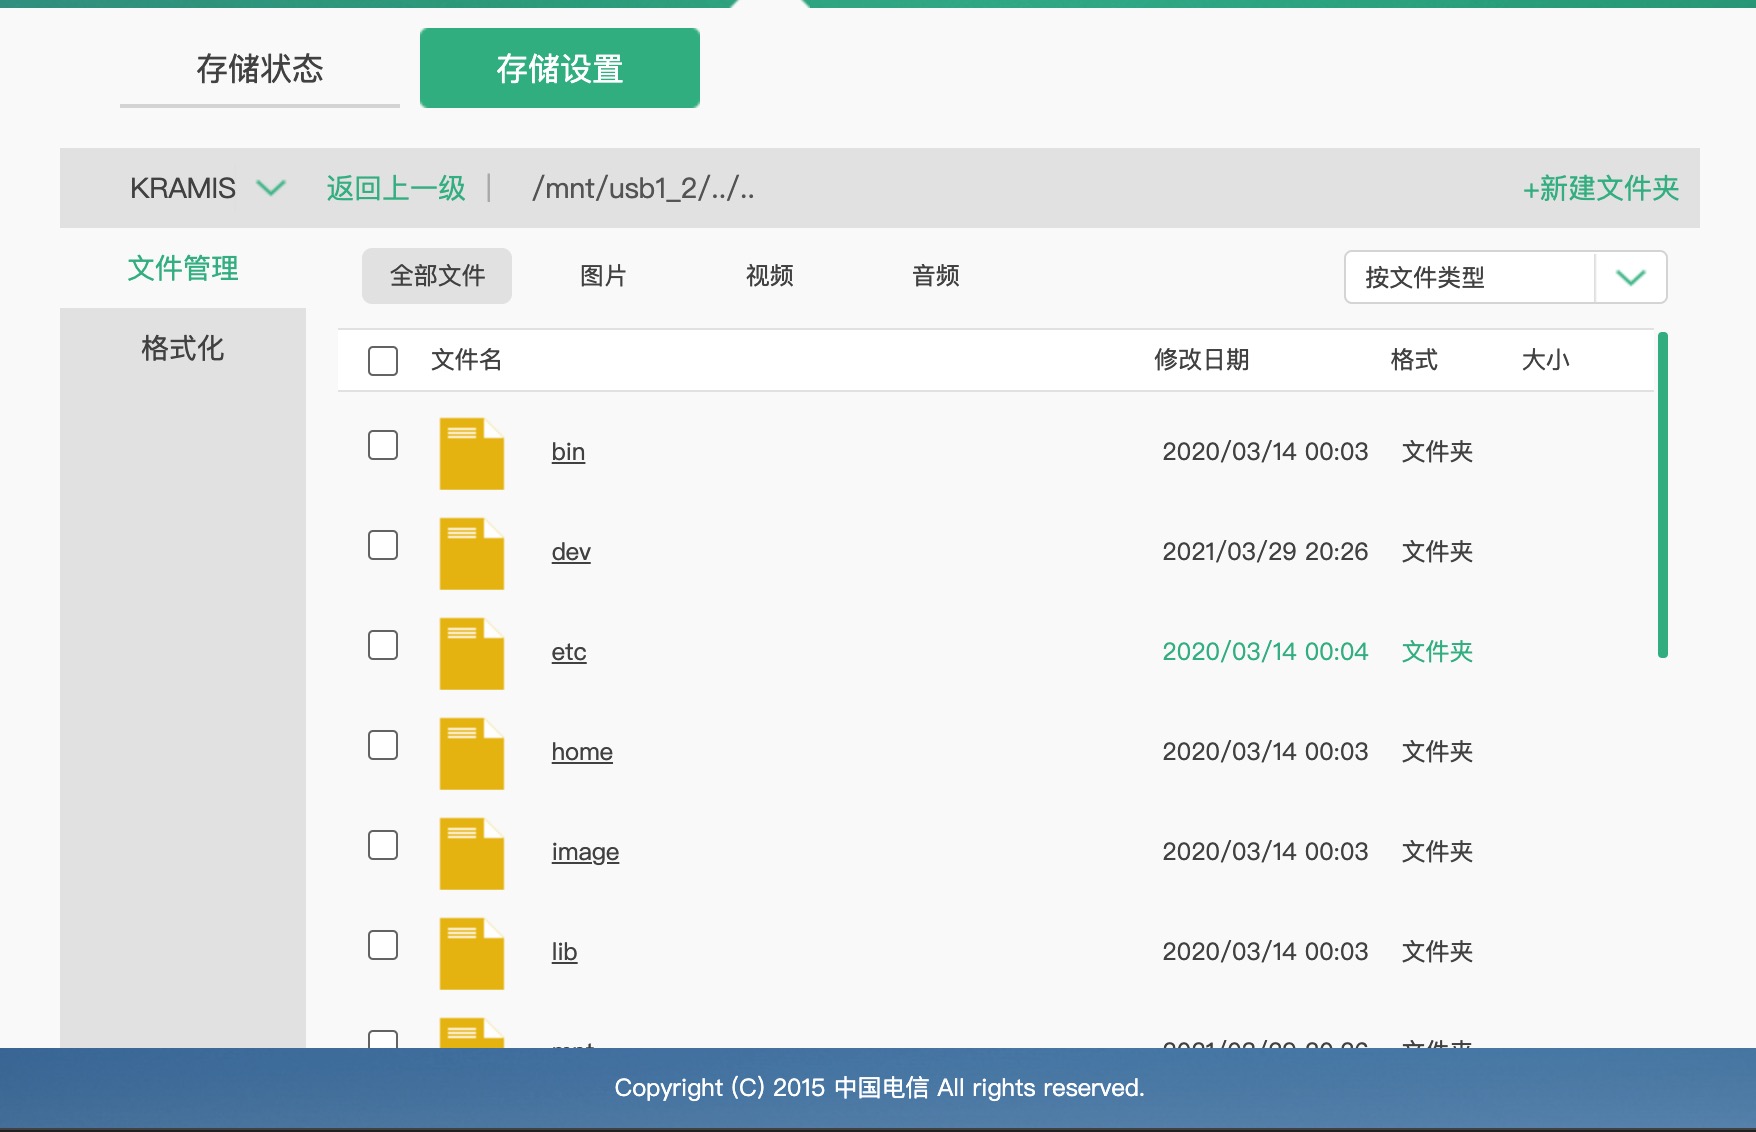 存储状态 存储设置
KRAMIS 返回上一级 | /mnt/usb1_2/../.. +新建文件夹
文件管理 全部文件 图片 视频 音频 按文件类型
格式化
文件名 修改日期 格式 大小
bin 2020/03/14 00:03 文件夹
dev 2021/03/29 20:26 文件夹
etc 2020/03/14 00:04 文件夹
home 2020/03/14 00:03 文件夹
image 2020/03/14 00:03 文件夹
lib 2020/03/14 00:03 文件夹
Copyright (C) 2015 中国电信 All rights reserved.